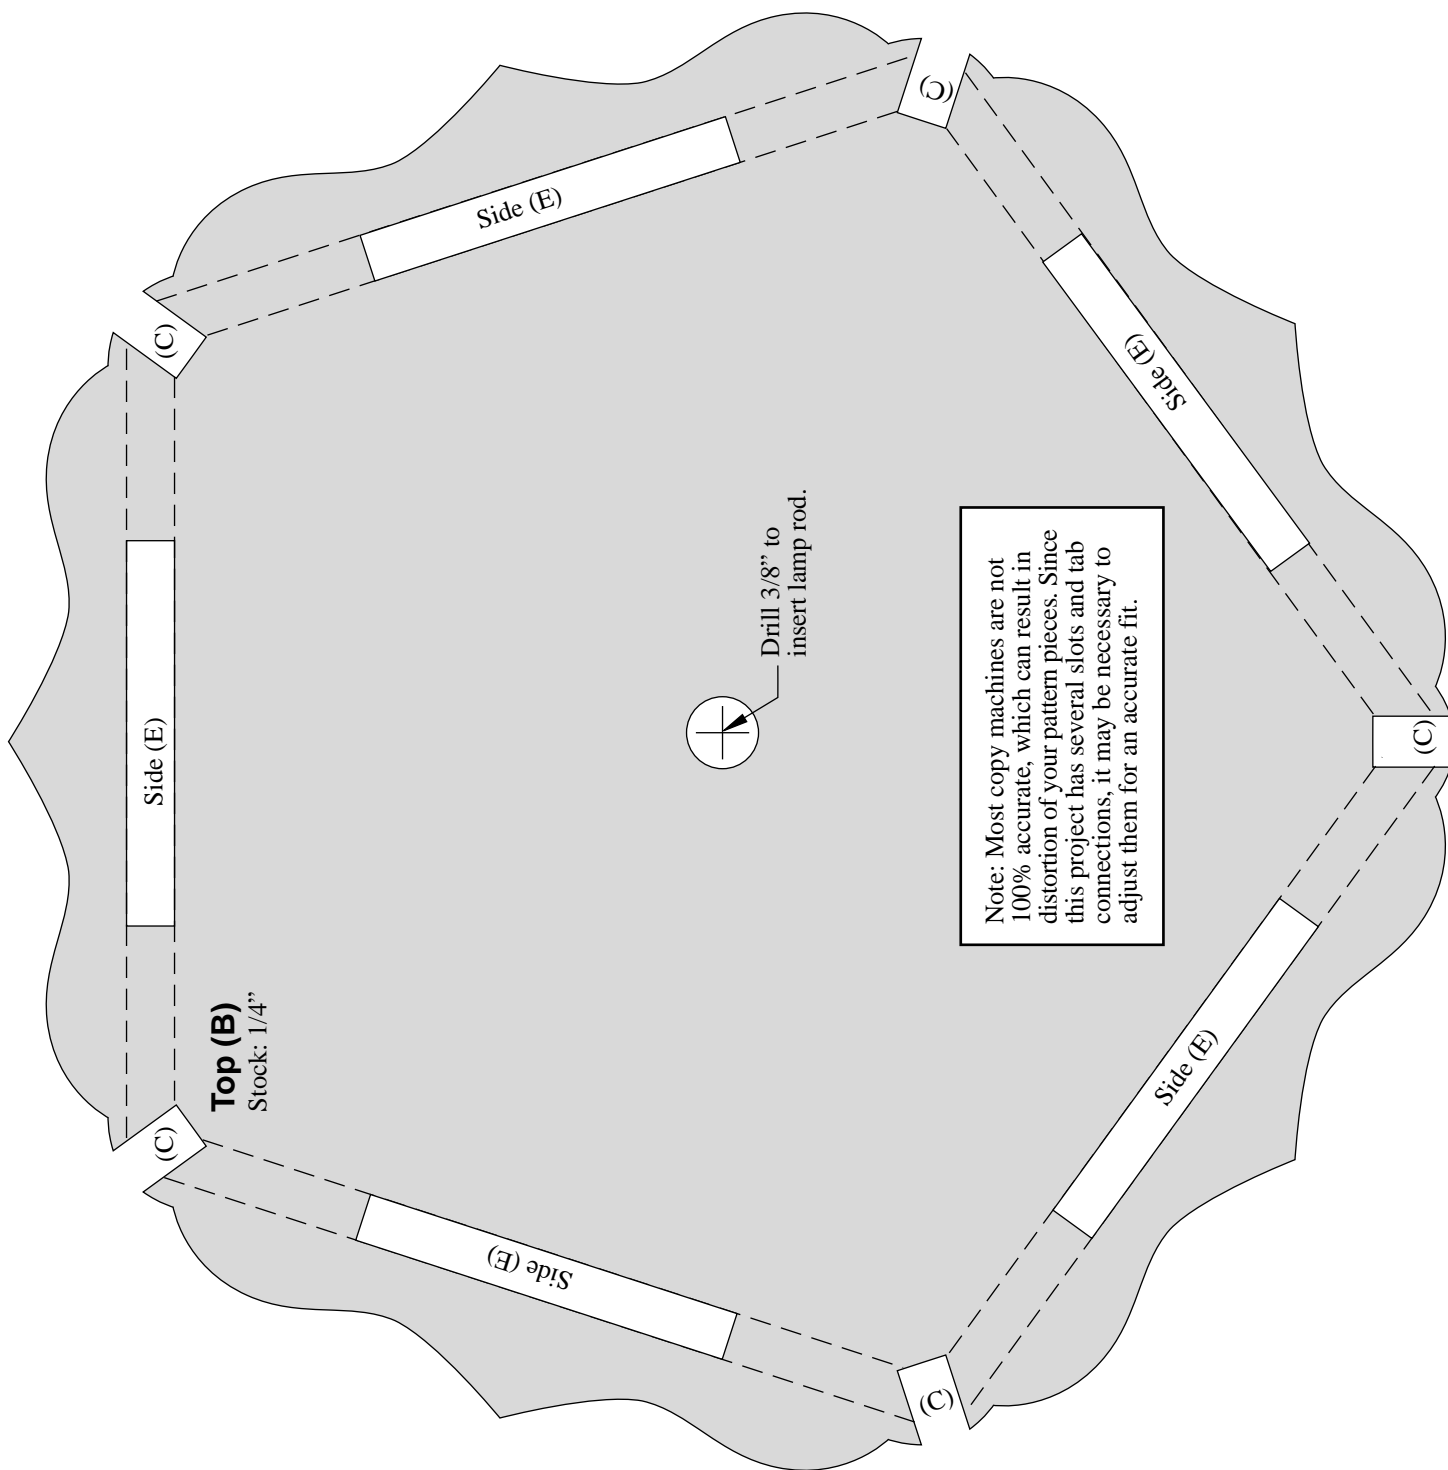 Top (B)
Stock: 1/4”
Side (E)
Side (E)
Side (E)
Side (E)
Side (E)
(C)
(C)
(C)
(C)
(C)
Drill 3/8” to
insert lamp rod.
Note: Most copy machines are not
100% accurate, which can result in
distortion of your pattern pieces. Since
this project has several slots and tab
connections, it may be necessary to
adjust them for an accurate fit.